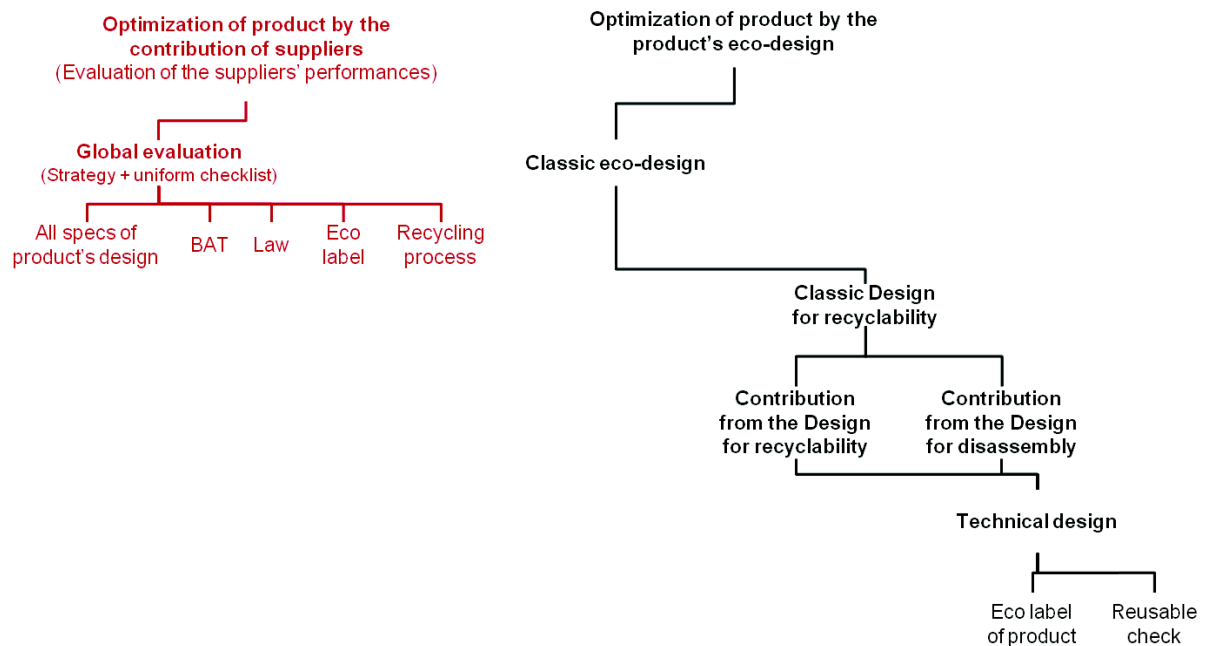 Optimization of product by the
contribution of suppliers
(Evaluation of the suppliers' performances)
Global evaluation
(Strategy + uniform checklist)
All specs of
product's design
BAT
Law
Eco
label
Recycling
process
Optimization of product by the
product's eco-design
Classic eco-design
Classic Design
for recyclability
Contribution
from the Design
for recyclability
Contribution
from the Design
for disassembly
Technical design
Eco label
of product
Reusable
check